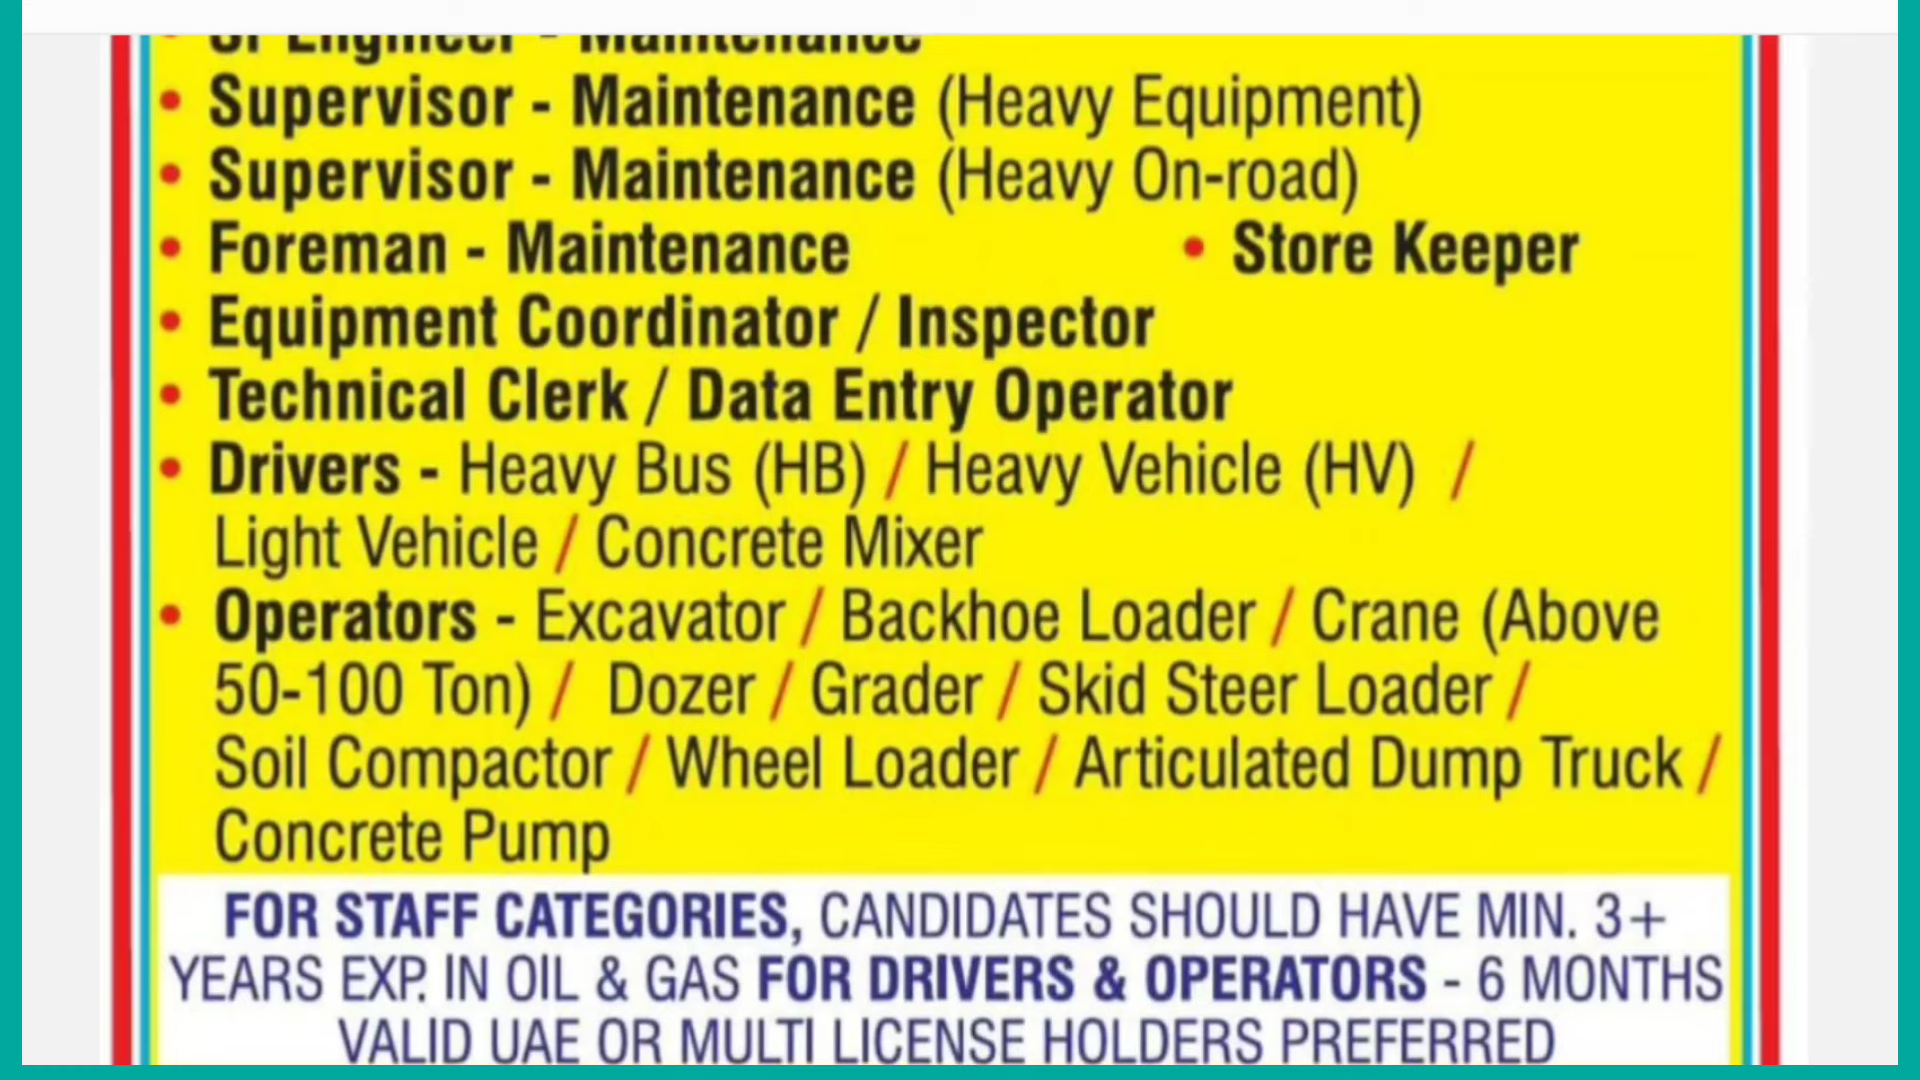 Sr Engineer - Maintenance
• Supervisor - Maintenance (Heavy Equipment)
• Supervisor - Maintenance (Heavy On-road)
• Foreman - Maintenance • Store Keeper
• Equipment Coordinator / Inspector
• Technical Clerk / Data Entry Operator
• Drivers - Heavy Bus (HB) / Heavy Vehicle (HV) /
Light Vehicle / Concrete Mixer
• Operators - Excavator / Backhoe Loader / Crane (Above
50-100 Ton) / Dozer / Grader / Skid Steer Loader /
Soil Compactor / Wheel Loader / Articulated Dump Truck /
Concrete Pump
FOR STAFF CATEGORIES, CANDIDATES SHOULD HAVE MIN. 3+
YEARS EXP. IN OIL & GAS FOR DRIVERS & OPERATORS - 6 MONTHS
VALID UAE OR MULTI LICENSE HOLDERS PREFERRED